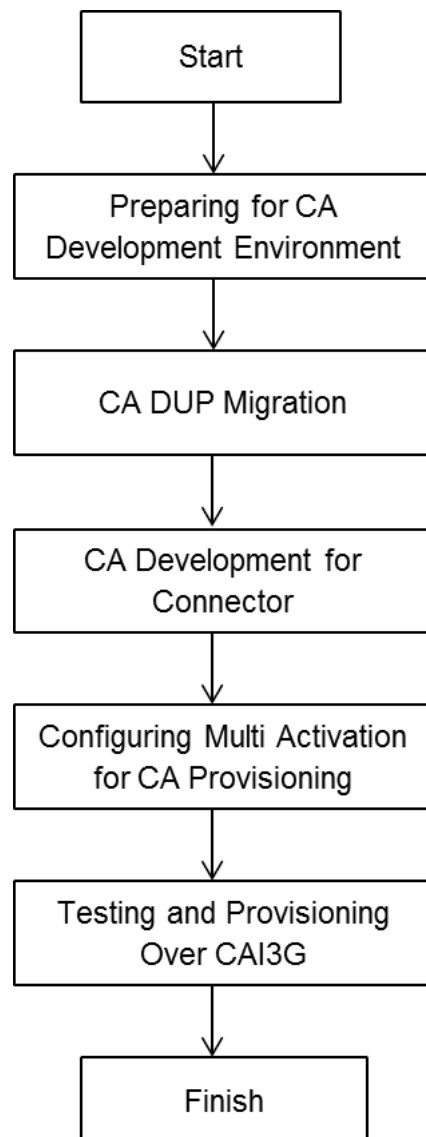 Start
Preparing for CA
Development Environment
CA DUP Migration
CA Development for
Connector
Configuring Multi Activation
for CA Provisioning
Testing and Provisioning
Over CAI3G
Finish